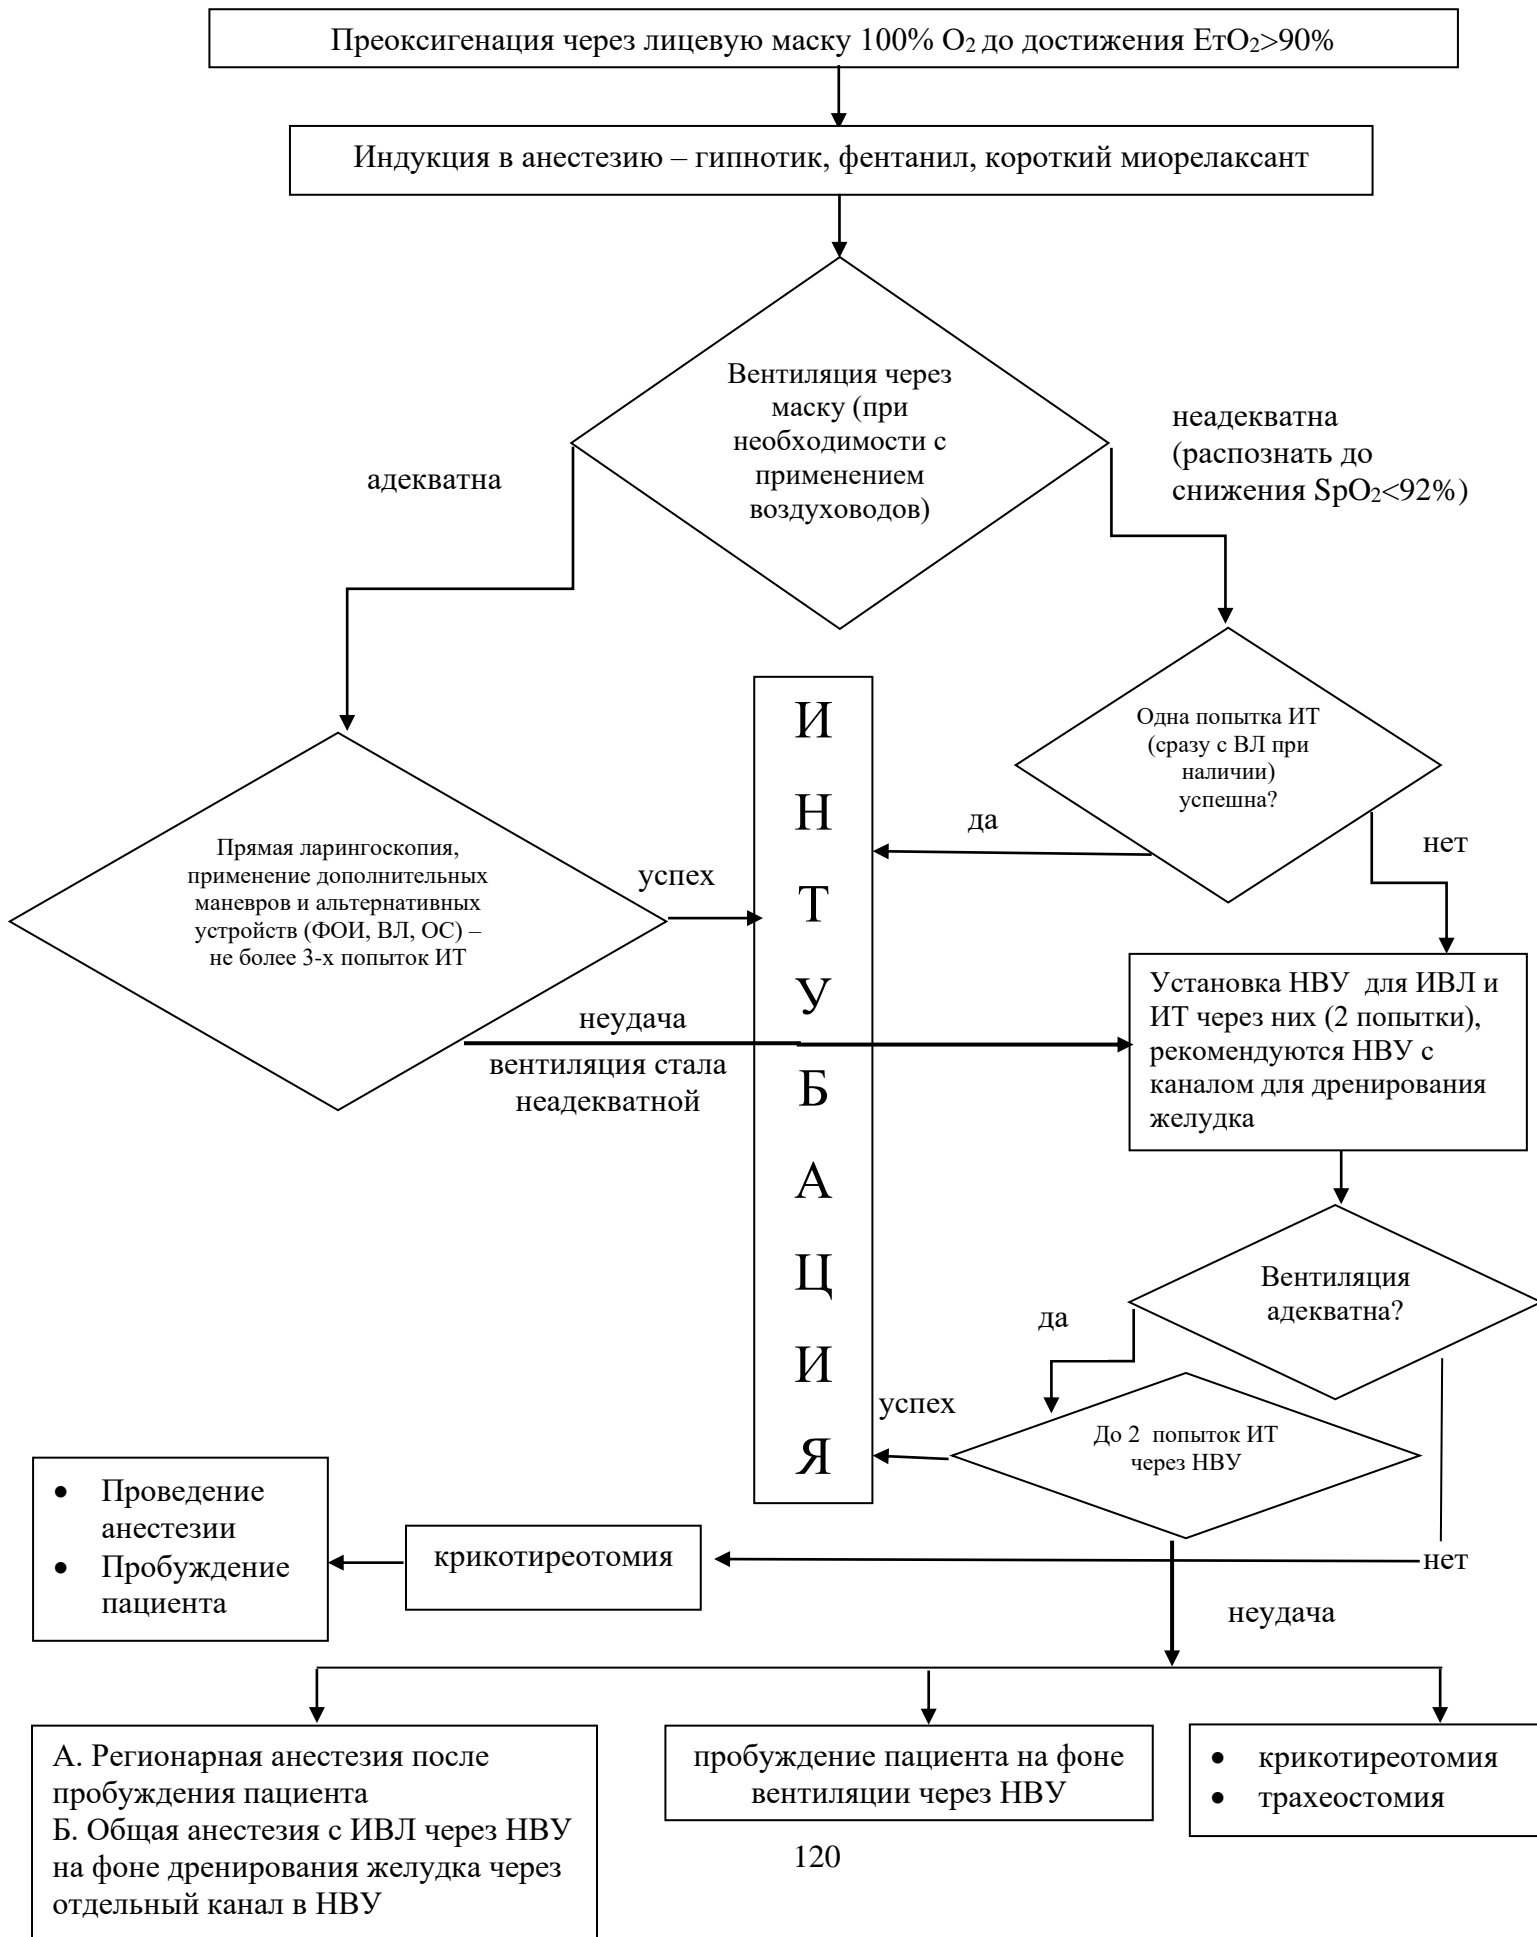 Преоксигенация через лицевую маску 100% O₂ до достижения EтO₂>90%
Индукция в анестезию – гипнотик, фентанил, короткий миорелаксант
Вентиляция через
маску (при
необходимости с
применением
воздуховодов)
адекватна
неадекватна
(распознать до
снижения SpO₂<92%)
Одна попытка ИТ
(сразу с ВЛ при
наличии)
успешна?
да
нет
Прямая ларингоскопия,
применение дополнительных
маневров и альтернативных
устройств (ФОИ, ВЛ, ОС) –
не более 3-х попыток ИТ
успех
неудача
вентиляция стала
неадекватной
И
Н
Т
У
Б
А
Ц
И
Я
Установка НВУ для ИВЛ и
ИТ через них (2 попытки),
рекомендуются НВУ с
каналом для дренирования
желудка
Вентиляция
адекватна?
да
До 2 попыток ИТ
через НВУ
успех
нет
неудача
крикотиреотомия
• Проведение
анестезии
• Пробуждение
пациента
А. Регионарная анестезия после
пробуждения пациента
Б. Общая анестезия с ИВЛ через НВУ
на фоне дренирования желудка через
отдельный канал в НВУ
пробуждение пациента на фоне
вентиляции через НВУ
• крикотиреотомия
• трахеостомия
120